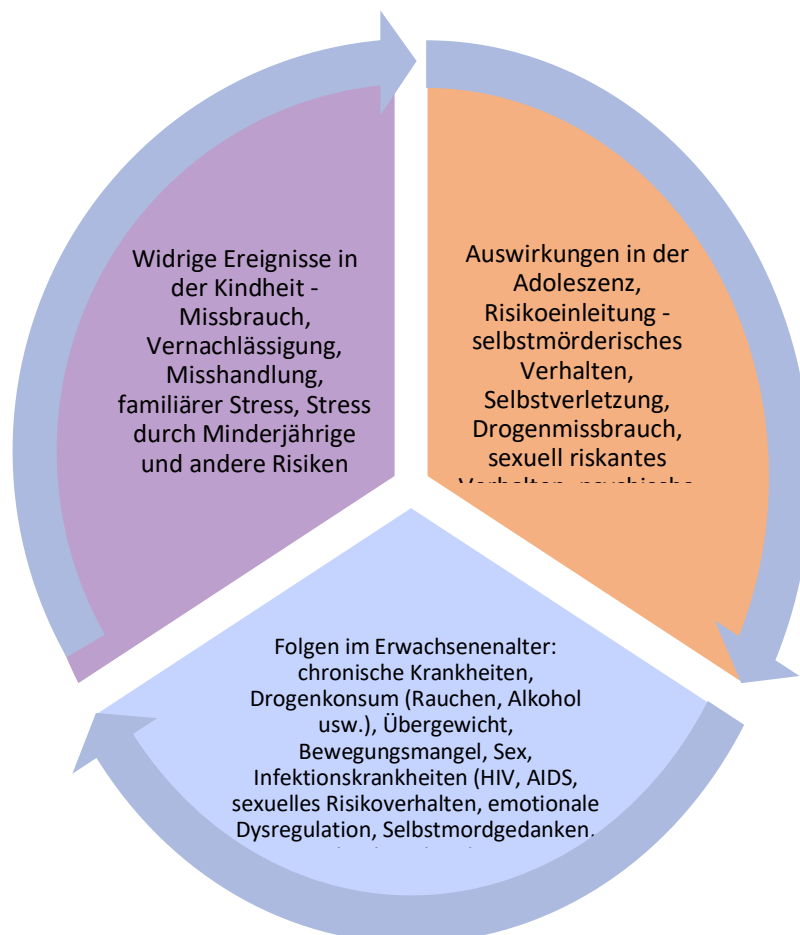 Widrige Ereignisse in
der Kindheit -
Missbrauch,
Vernachlässigung,
Misshandlung,
familiärer Stress, Stress
durch Minderjährige
und andere Risiken
Auswirkungen in der
Adoleszenz,
Risikoeinleitung -
selbstmörderisches
Verhalten,
Selbstverletzung,
Drogenmissbrauch,
sexuell riskantes
Verhalten, psychische
Folgen im Erwachsenenalter:
chronische Krankheiten,
Drogenkonsum (Rauchen, Alkohol
usw.), Übergewicht,
Bewegungsmangel, Sex,
Infektionskrankheiten (HIV, AIDS,
sexuelles Risikoverhalten, emotionale
Dysregulation, Selbstmordgedanken,